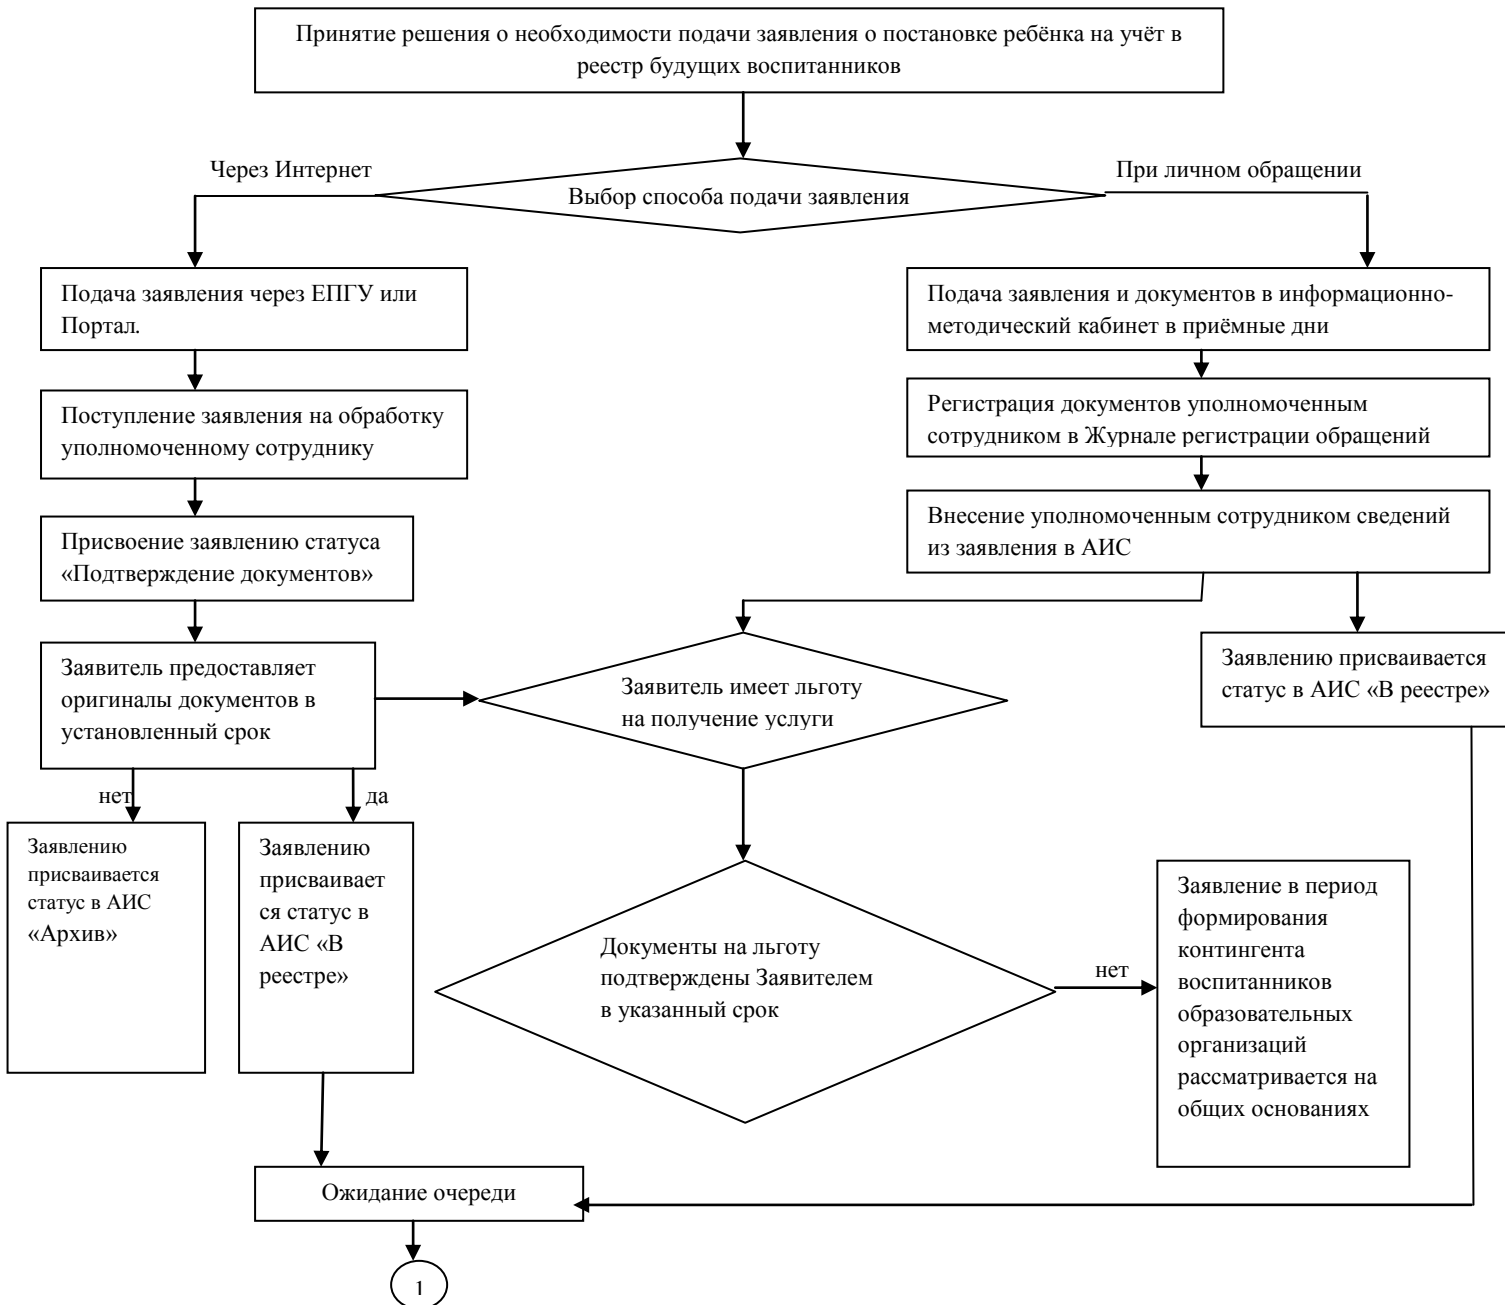 Принятие решения о необходимости подачи заявления о постановке ребёнка на учёт в
реестр будущих воспитанников
Через Интернет
При личном обращении
Выбор способа подачи заявления
Подача заявления через ЕПГУ или
Портал.
Подача заявления и документов в информационно-
методический кабинет в приёмные дни
Поступление заявления на обработку
уполномоченному сотруднику
Регистрация документов уполномоченным
сотрудником в Журнале регистрации обращений
Присвоение заявлению статуса
«Подтверждение документов»
Внесение уполномоченным сотрудником сведений
из заявления в АИС
Заявитель предоставляет
оригиналы документов в
установленный срок
Заявитель имеет льготу
на получение услуги
Заявлению присваивается
статус в АИС «В реестре»
нет
да
Заявлению
присваивается
статус в АИС
«Архив»
Заявлению
присваивает
ся статус в
АИС «В
реестре»
Документы на льготу
подтверждены Заявителем
в указанный срок
нет
Заявление в период
формирования
контингента
воспитанников
образовательных
организаций
рассматривается на
общих основаниях
Ожидание очереди
1